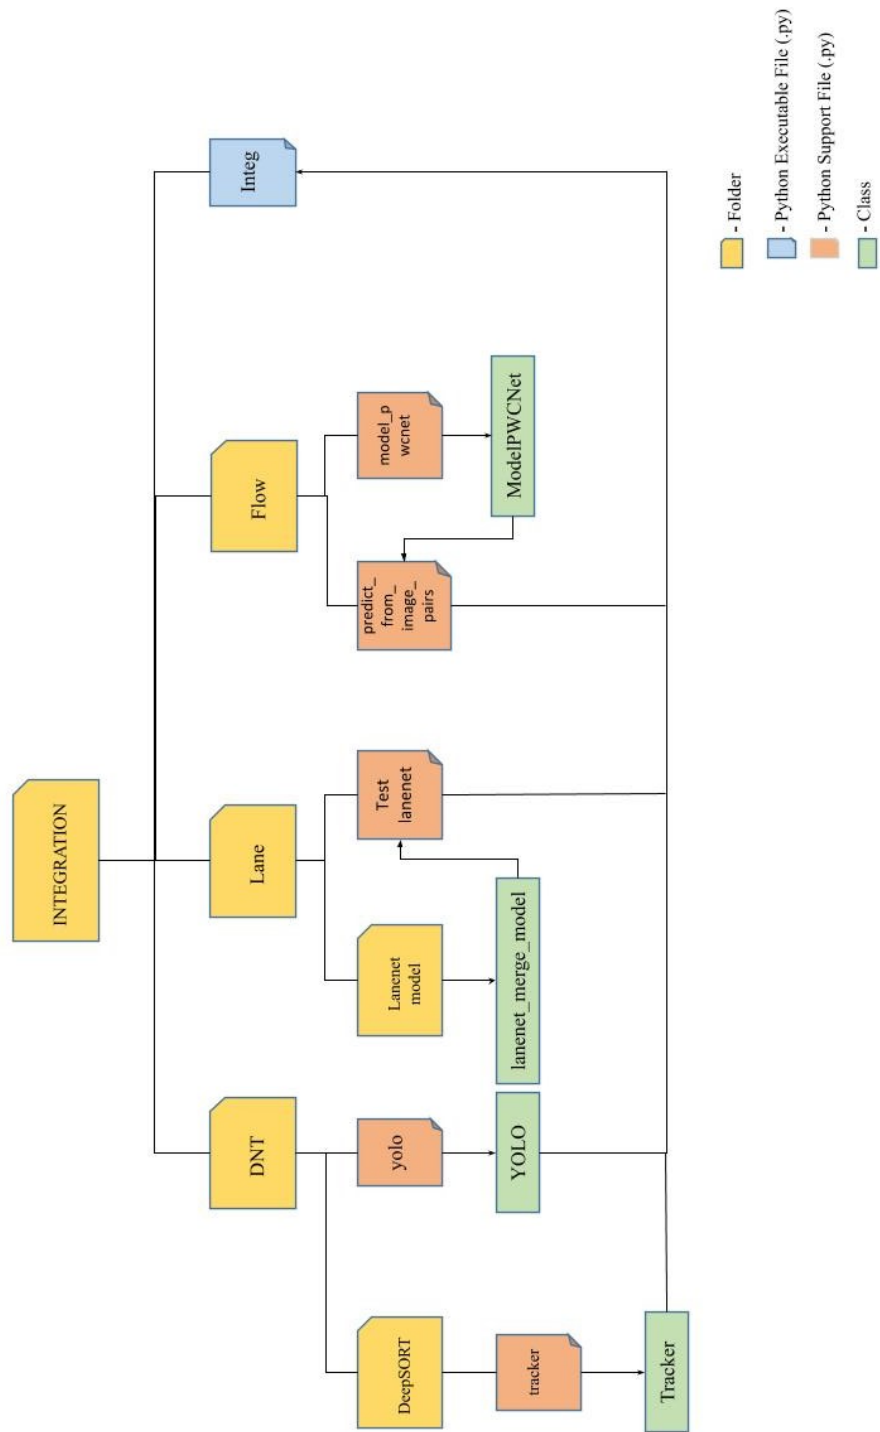 INTEGRATION
DNT
Lane
Flow
Integ
DeepSORT
yolo
Lanenet
model
Test
lanenet
predict_
from_
image_
pairs
model_p
wcnet
tracker
YOLO
lanenet_merge_model
ModelPWCNet
Tracker
- Folder
- Python Executable File (.py)
- Python Support File (.py)
- Class